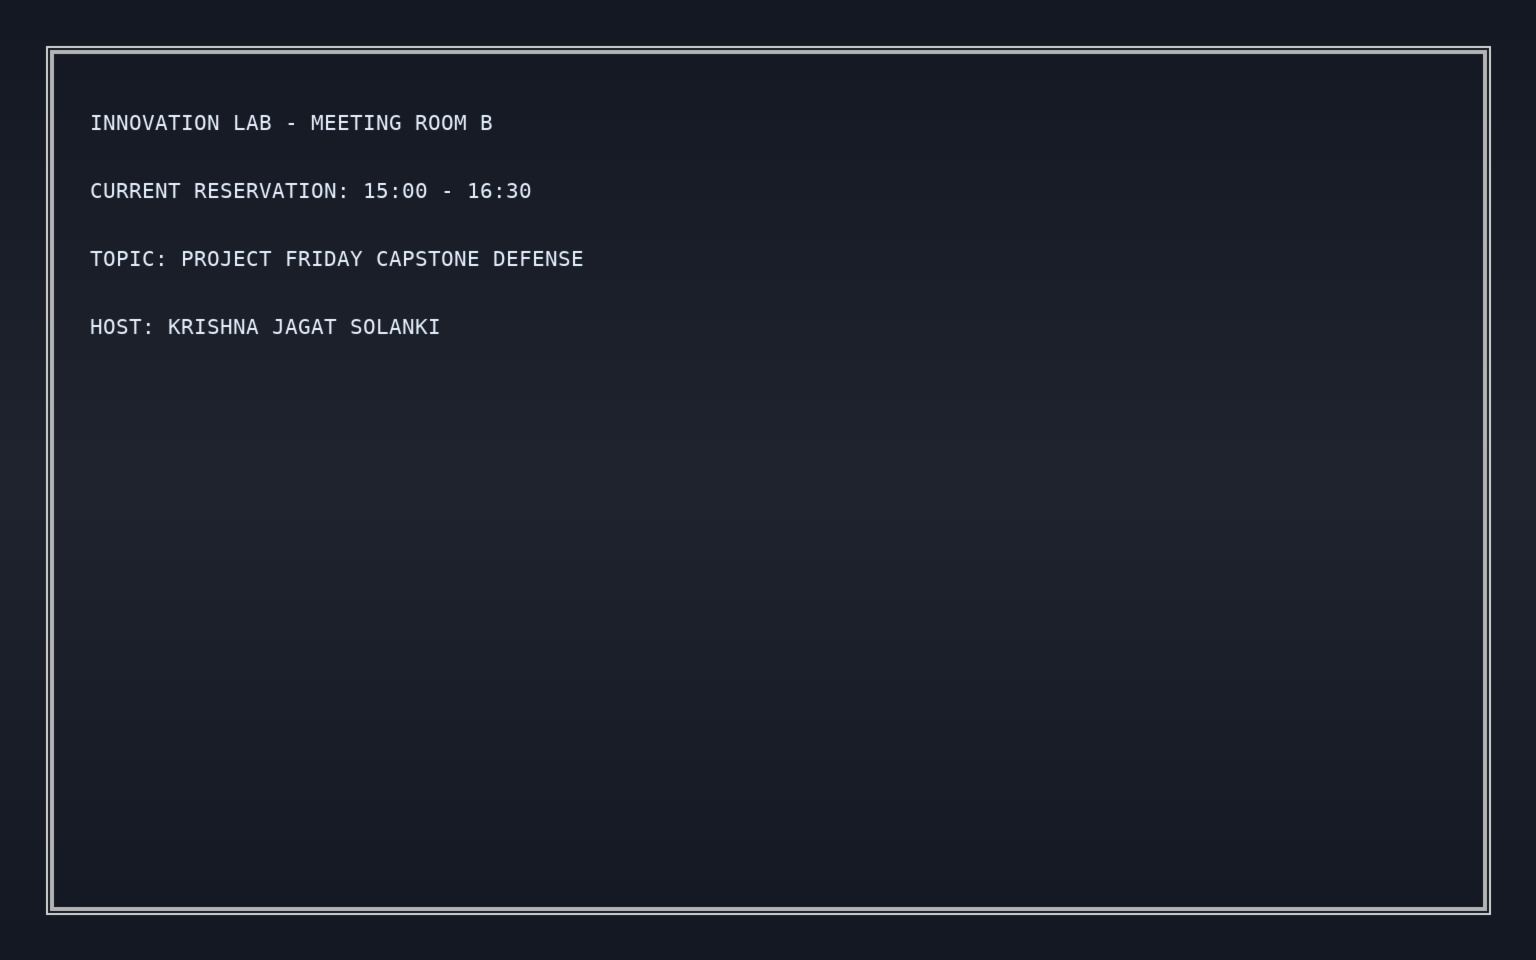 INNOVATION LAB - MEETING ROOM B
CURRENT RESERVATION: 15:00 - 16:30
TOPIC: PROJECT FRIDAY CAPSTONE DEFENSE
HOST: KRISHNA JAGAT SOLANKI